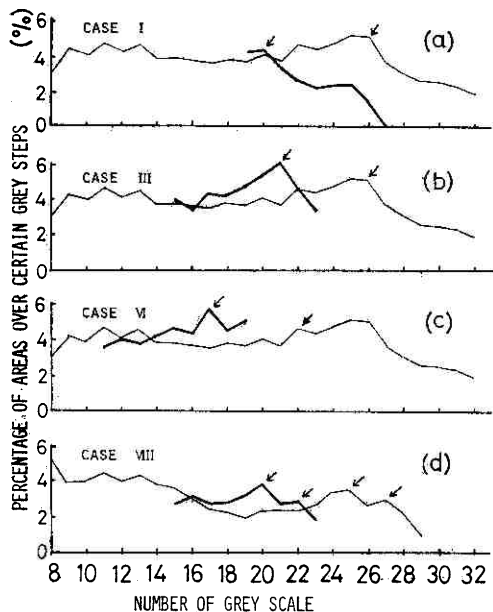 PERCENTAGE OF AREAS OVER CERTAIN GREY STEPS (%)
CASE I
(a)
6
4
2
0
CASE III
(b)
6
4
2
0
CASE VI
(c)
6
4
2
0
CASE VIII
(d)
6
4
2
0
8 10 12 14 16 18 20 22 24 26 28 30 32
NUMBER OF GREY SCALE